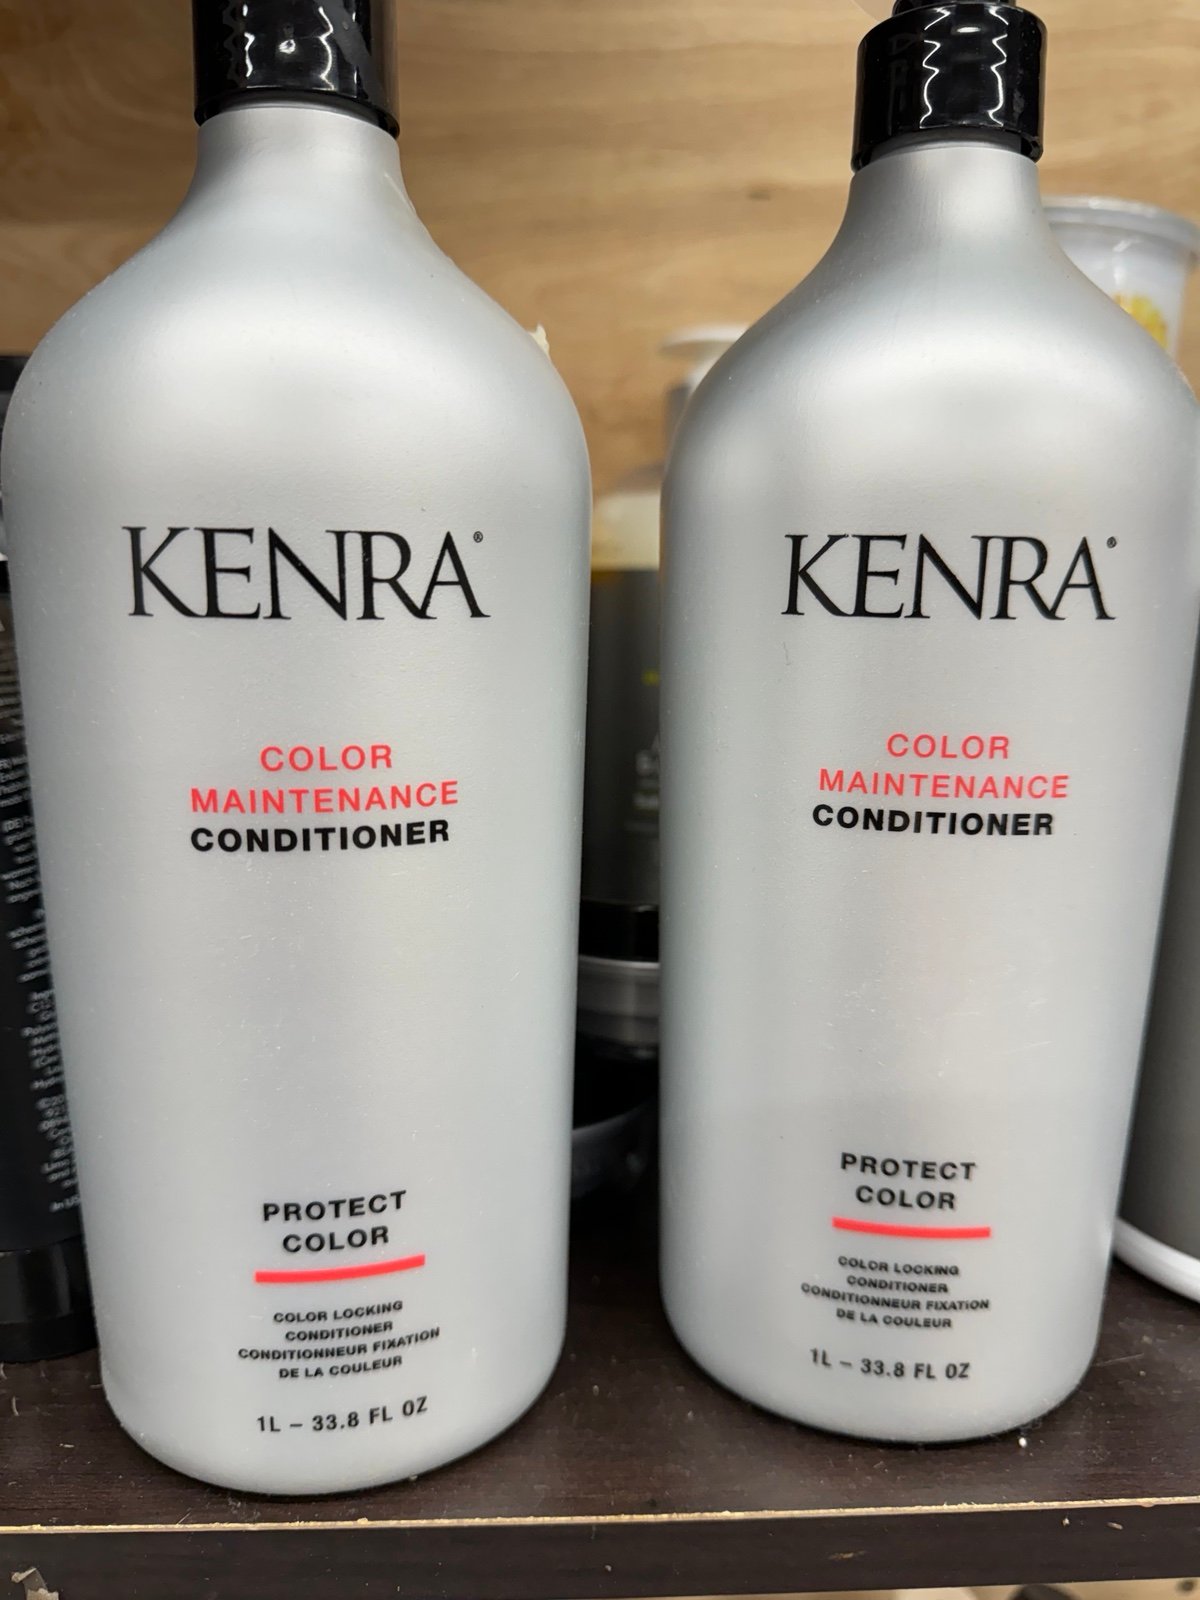 KENRA®
COLOR
MAINTENANCE
CONDITIONER
PROTECT
COLOR
COLOR LOCKING
CONDITIONER
CONDITIONNEUR FIXATION
DE LA COULEUR
1L – 33.8 FL OZ
KENRA®
COLOR
MAINTENANCE
CONDITIONER
PROTECT
COLOR
COLOR LOCKING
CONDITIONER
CONDITIONNEUR FIXATION
DE LA COULEUR
1L – 33.8 FL OZ